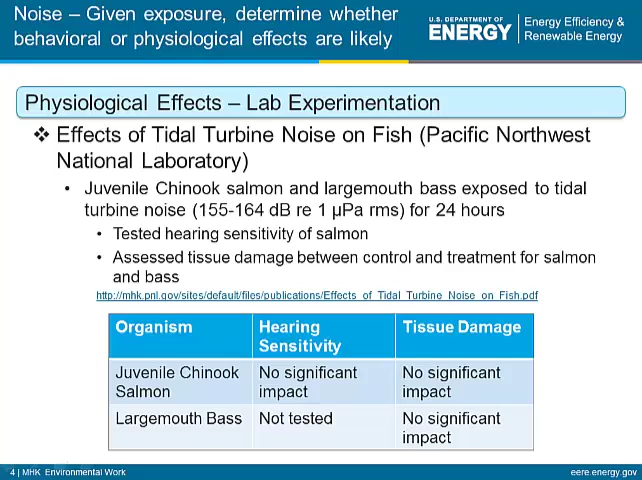 Noise – Given exposure, determine whether
behavioral or physiological effects are likely
U.S. DEPARTMENT OF
ENERGY
Energy Efficiency &
Renewable Energy
Physiological Effects – Lab Experimentation
❖ Effects of Tidal Turbine Noise on Fish (Pacific Northwest
National Laboratory)
• Juvenile Chinook salmon and largemouth bass exposed to tidal
turbine noise (155-164 dB re 1 µPa rms) for 24 hours
• Tested hearing sensitivity of salmon
• Assessed tissue damage between control and treatment for salmon
and bass
http://mhk.pnl.gov/sites/default/files/publications/Effects_of_Tidal_Turbine_Noise_on_Fish.pdf
Organism
Hearing
Sensitivity
Tissue Damage
Juvenile Chinook
Salmon
No significant
impact
No significant
impact
Largemouth Bass
Not tested
No significant
impact
4 | MHK Environmental Work
eere.energy.gov